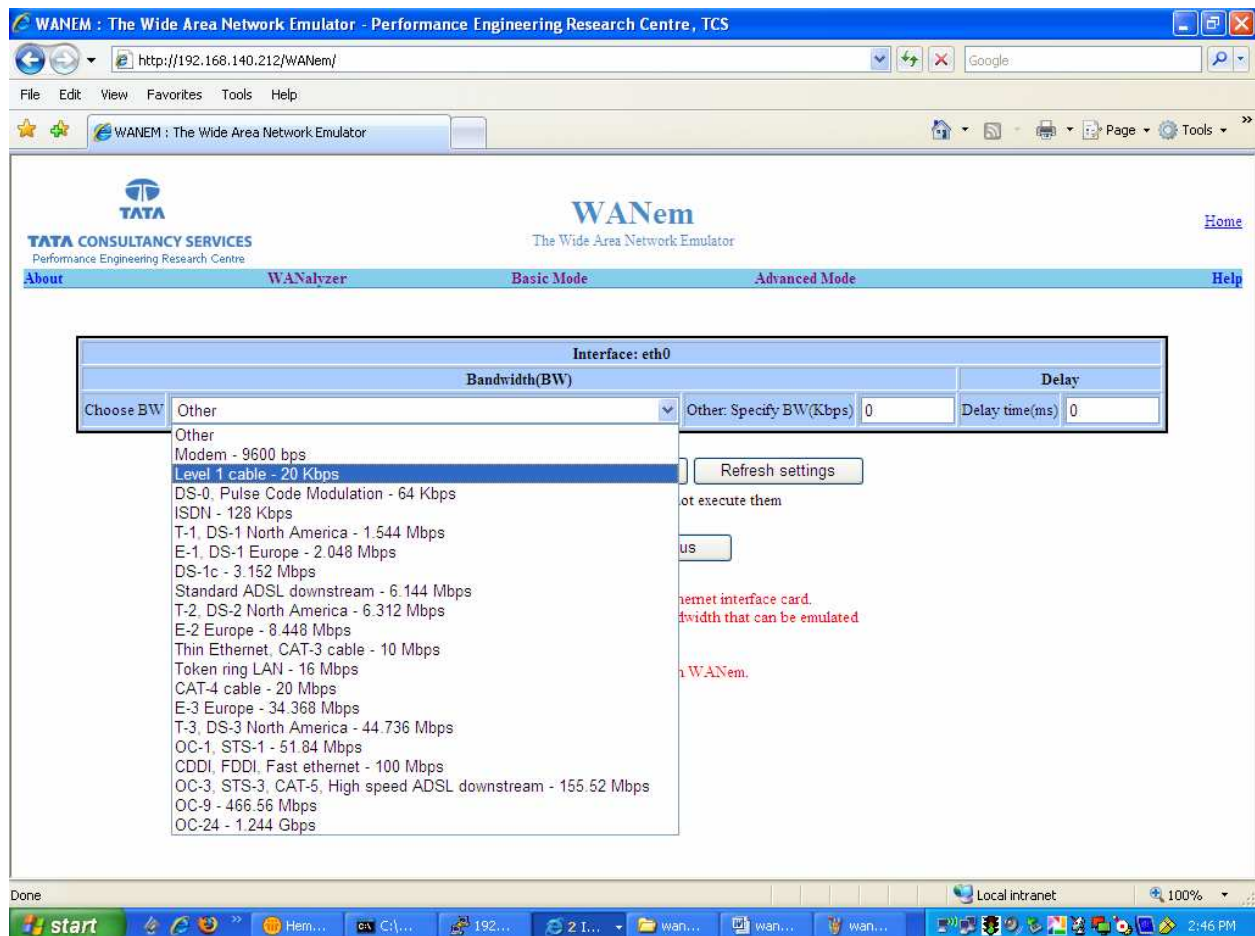 WANEM : The Wide Area Network Emulator - Performance Engineering Research Centre, TCS
http://192.168.140.212/WANem/
Google
File Edit View Favorites Tools Help
WANEM : The Wide Area Network Emulator
Page Tools
TATA
TATA CONSULTANCY SERVICES
Performance Engineering Research Centre
WANem
The Wide Area Network Emulator
Home
About WANalyzer Basic Mode Advanced Mode Help
Interface: eth0
Bandwidth(BW) Delay
Choose BW Other Other: Specify BW(Kbps) 0 Delay time(ms) 0
Other
Modem - 9600 bps
Level 1 cable - 20 Kbps
DS-0, Pulse Code Modulation - 64 Kbps
ISDN - 128 Kbps
T-1, DS-1 North America - 1.544 Mbps
E-1, DS-1 Europe - 2.048 Mbps
DS-1c - 3.152 Mbps
Standard ADSL downstream - 6.144 Mbps
T-2, DS-2 North America - 6.312 Mbps
E-2 Europe - 8.448 Mbps
Thin Ethernet, CAT-3 cable - 10 Mbps
Token ring LAN - 16 Mbps
CAT-4 cable - 20 Mbps
E-3 Europe - 34.368 Mbps
T-3, DS-3 North America - 44.736 Mbps
OC-1, STS-1 - 51.84 Mbps
CDDI, FDDI, Fast ethernet - 100 Mbps
OC-3, STS-3, CAT-5, High speed ADSL downstream - 155.52 Mbps
OC-9 - 466.56 Mbps
OC-24 - 1.244 Gbps
Refresh settings
ot execute them
us
hernet interface card.
dwidth that can be emulated
WANem.
Done Local intranet 100%
start Hem... C:\... 192... 2 I... wan... wan... wan... 2:46 PM